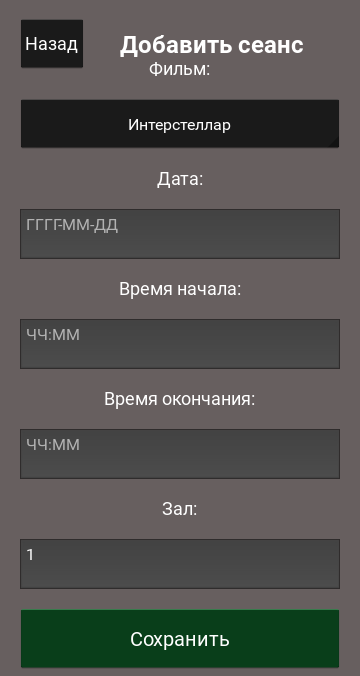 Назад
Добавить сеанс
Фильм:
Интерстеллар
Дата:
ГГГГ-ММ-ДД
Время начала:
ЧЧ:ММ
Время окончания:
ЧЧ:ММ
Зал:
1
Сохранить